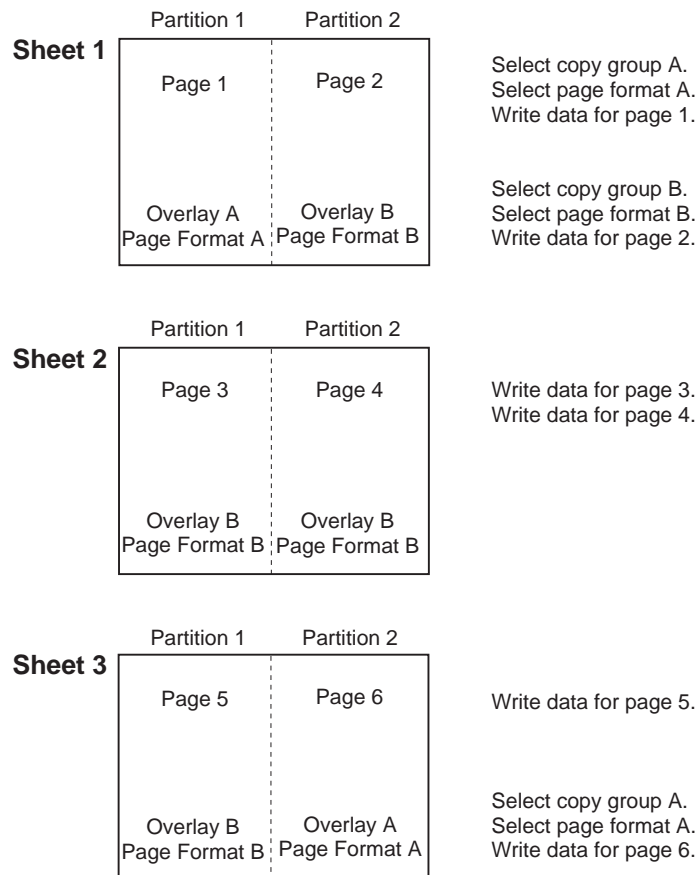 Partition 1 Partition 2
Sheet 1
Page 1 Page 2
Select copy group A.
Select page format A.
Write data for page 1.
Overlay A Overlay B
Page Format A Page Format B
Select copy group B.
Select page format B.
Write data for page 2.
Partition 1 Partition 2
Sheet 2
Page 3 Page 4
Write data for page 3.
Write data for page 4.
Overlay B Overlay B
Page Format B Page Format B
Partition 1 Partition 2
Sheet 3
Page 5 Page 6
Write data for page 5.
Overlay B Overlay A
Page Format B Page Format A
Select copy group A.
Select page format A.
Write data for page 6.